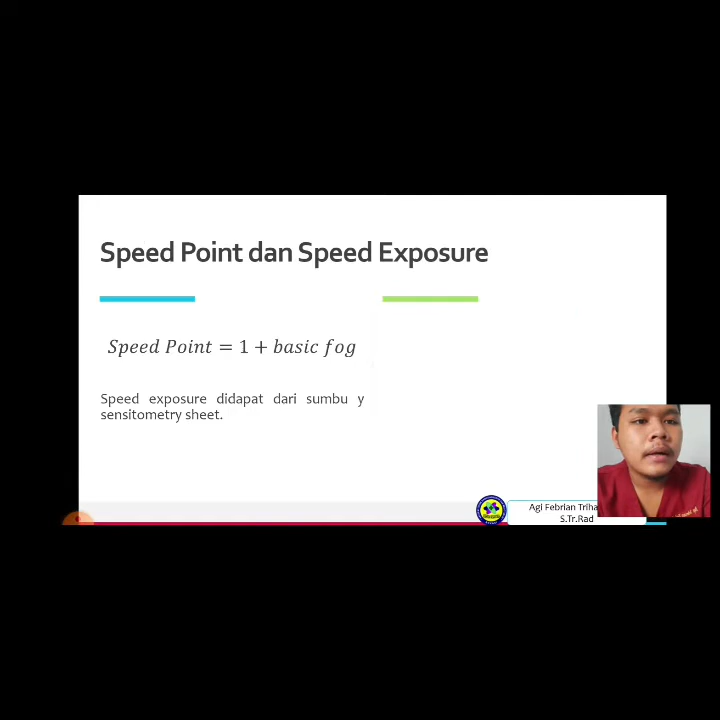 Speed Point dan Speed Exposure
Speed Point = 1 + basic fog
Speed exposure didapat dari sumbu y
sensitometry sheet.
Agi Febrian
S.Tr.Rad